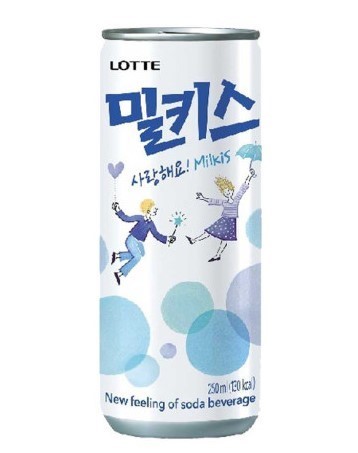 LOTTE
밀키스
사랑해요! Milkis
250ml(130 kcal)
New feeling of soda beverage